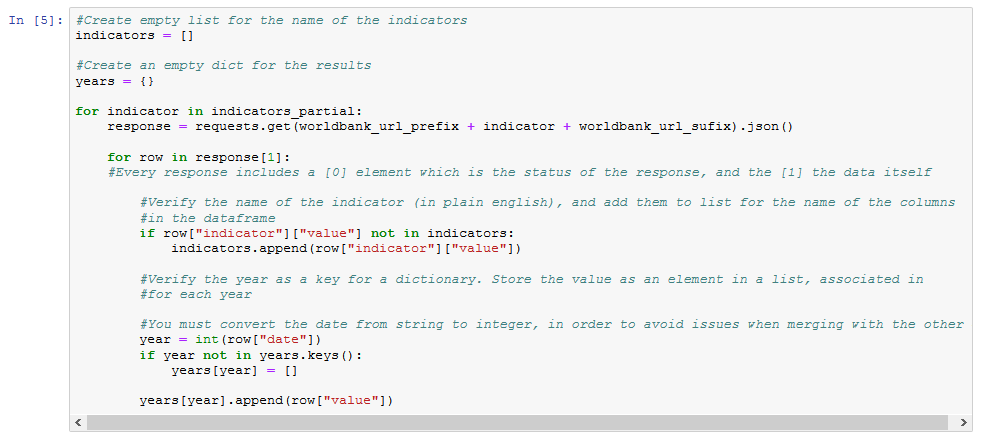 In [5]: #Create empty list for the name of the indicators
indicators = []

#Create an empty dict for the results
years = {}

for indicator in indicators_partial:
    response = requests.get(worldbank_url_prefix + indicator + worldbank_url_sufix).json()

    for row in response[1]:
    #Every response includes a [0] element which is the status of the response, and the [1] the data itself

        #Verify the name of the indicator (in plain english), and add them to list for the name of the columns
        #in the dataframe
        if row["indicator"]["value"] not in indicators:
            indicators.append(row["indicator"]["value"])

        #Verify the year as a key for a dictionary. Store the value as an element in a list, associated in
        #for each year

        #You must convert the date from string to integer, in order to avoid issues when merging with the other
        year = int(row["date"])
        if year not in years.keys():
            years[year] = []

        years[year].append(row["value"])